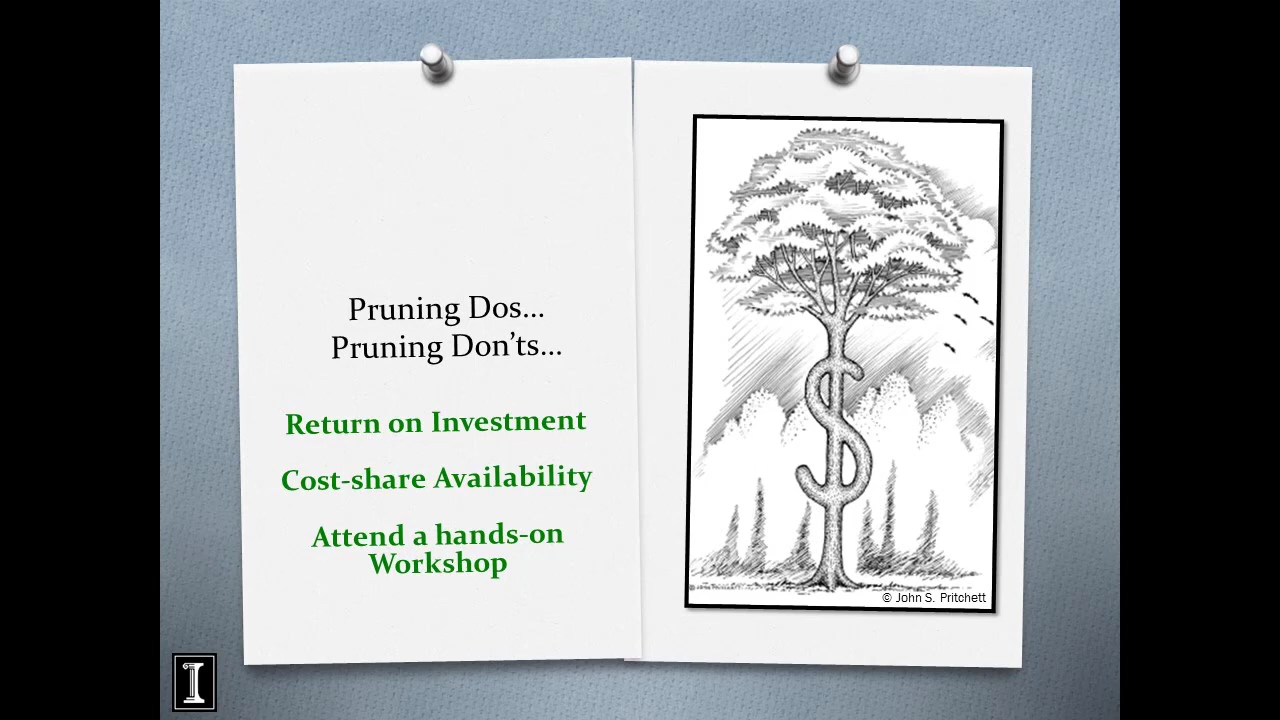 Pruning Dos...
Pruning Don'ts...
Return on Investment
Cost-share Availability
Attend a hands-on
Workshop
© John S. Pritchett
I